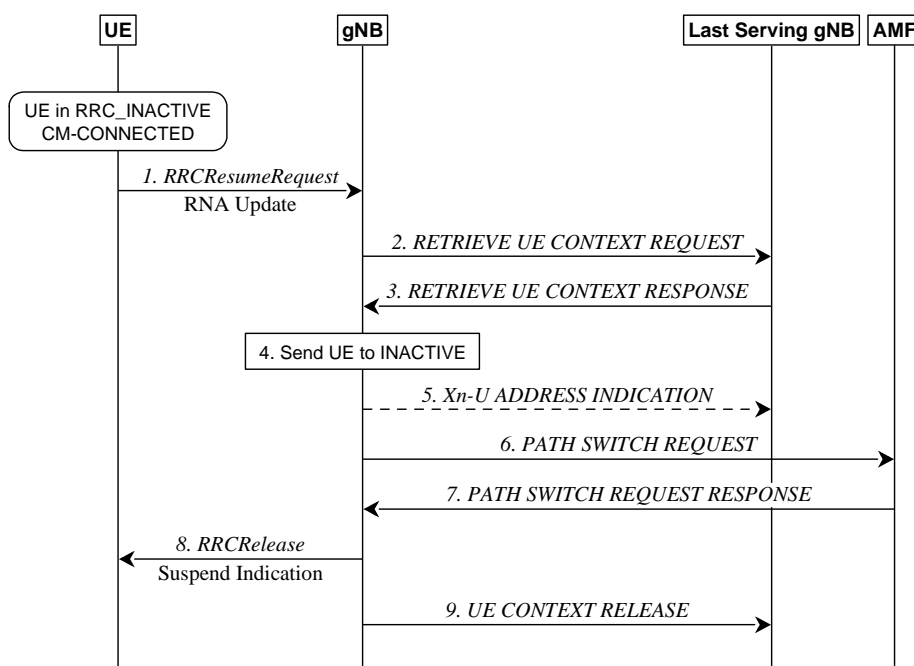 UE
gNB
Last Serving gNB
AMF
UE in RRC_INACTIVE
CM-CONNECTED
1. RRCResumeRequest
RNA Update
2. RETRIEVE UE CONTEXT REQUEST
3. RETRIEVE UE CONTEXT RESPONSE
4. Send UE to INACTIVE
5. Xn-U ADDRESS INDICATION
6. PATH SWITCH REQUEST
7. PATH SWITCH REQUEST RESPONSE
8. RRCRelease
Suspend Indication
9. UE CONTEXT RELEASE